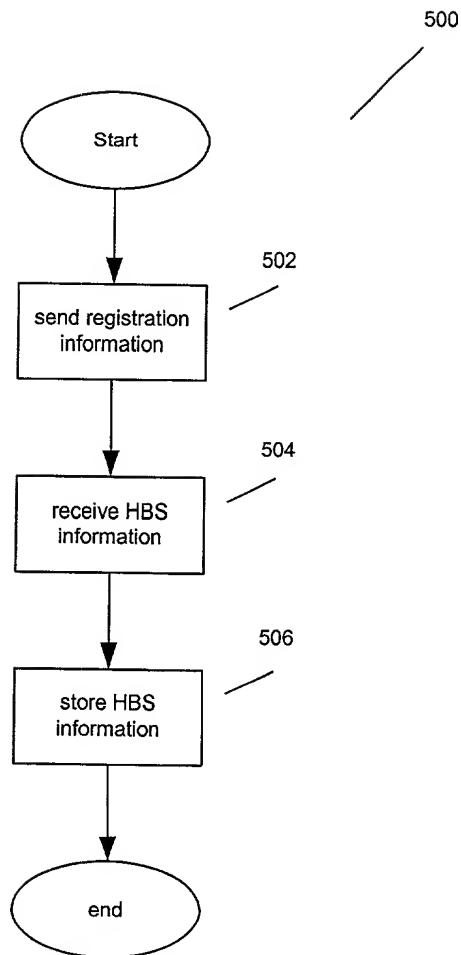 500
Start
502
send registration
information
504
receive HBS
information
506
store HBS
information
end